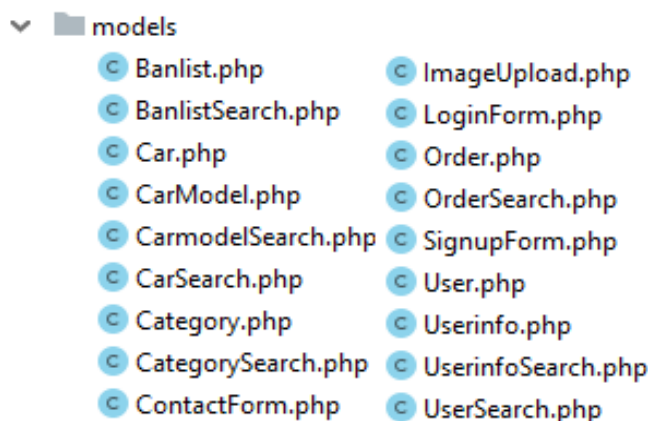 models
Banlist.php
BanlistSearch.php
Car.php
CarModel.php
CarmodelSearch.php
CarSearch.php
Category.php
CategorySearch.php
ContactForm.php
ImageUpload.php
LoginForm.php
Order.php
OrderSearch.php
SignupForm.php
User.php
Userinfo.php
UserinfoSearch.php
UserSearch.php